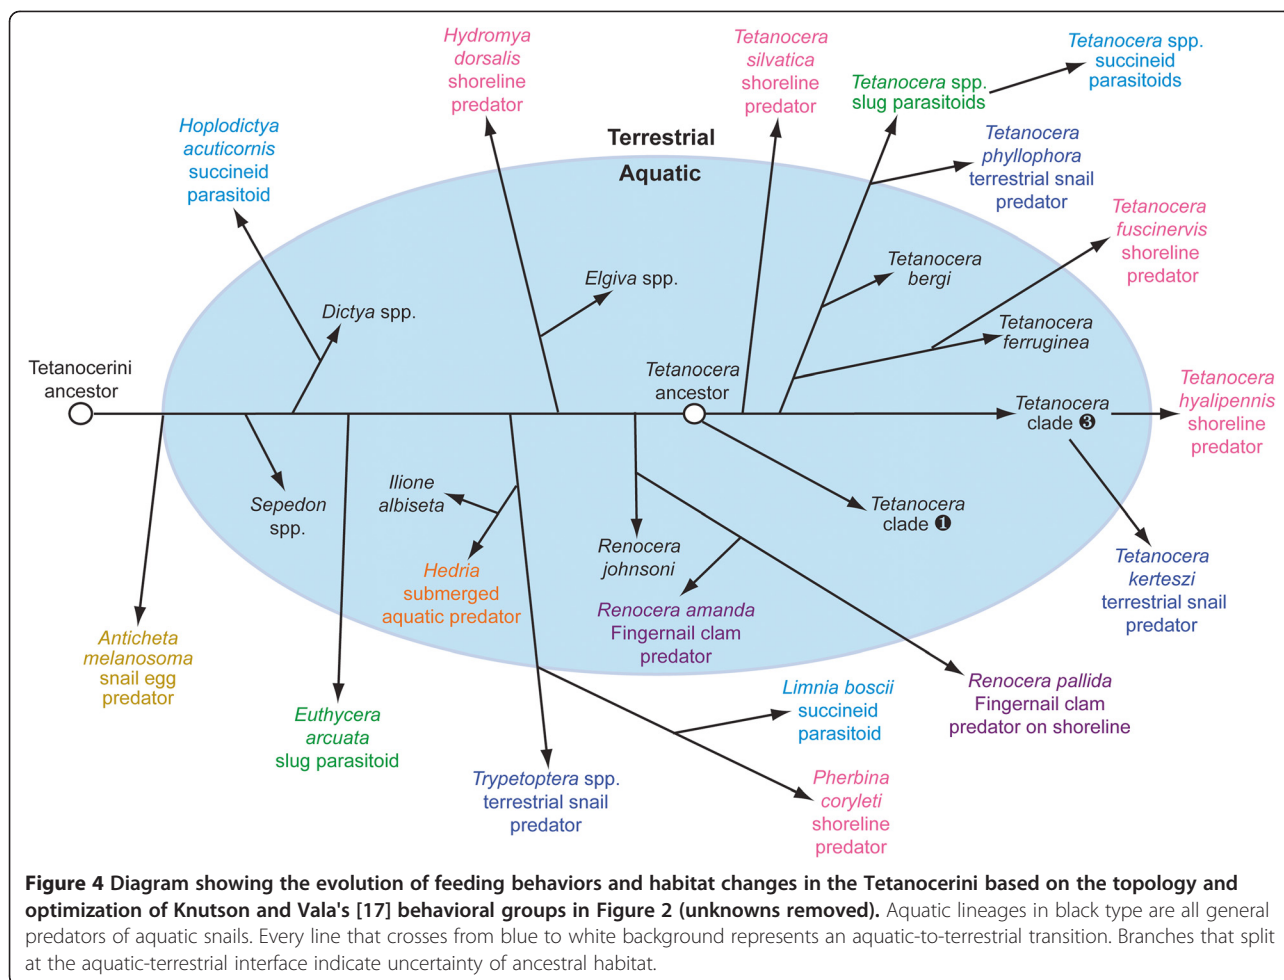 Hydromya
dorsalis
shoreline
predator
Tetanocera
silvatica
shoreline
predator
Tetanocera spp.
slug parasitoids
Tetanocera spp.
succineid
parasitoids
Hoplodictya
acuticornis
succineid
parasitoid
Terrestrial
Aquatic
Tetanocera
phyllophora
terrestrial snail
predator
Tetanocera
fuscinervis
shoreline
predator
Tetanocera
bergi
Elgiva spp.
Dictya spp.
Tetanocera
ferruginea
Tetanocerini
ancestor
Tetanocera
ancestor
Tetanocera
clade ❸
Tetanocera
hyalipennis
shoreline
predator
Sepedon
spp.
Ilione
albiseta
Tetanocera
clade ❶
Renocera
johnsoni
Hedria
submerged
aquatic predator
Renocera amanda
Fingernail clam
predator
Tetanocera
kerteszi
terrestrial snail
predator
Anticheta
melanosoma
snail egg
predator
Euthycera
arcuata
slug parasitoid
Limnia boscii
succineid
parasitoid
Renocera pallida
Fingernail clam
predator on shoreline
Trypetoptera spp.
terrestrial snail
predator
Pherbina
coryleti
shoreline
predator
Figure 4 Diagram showing the evolution of feeding behaviors and habitat changes in the Tetanocerini based on the topology and
optimization of Knutson and Vala's [17] behavioral groups in Figure 2 (unknowns removed). Aquatic lineages in black type are all general
predators of aquatic snails. Every line that crosses from blue to white background represents an aquatic-to-terrestrial transition. Branches that split
at the aquatic-terrestrial interface indicate uncertainty of ancestral habitat.